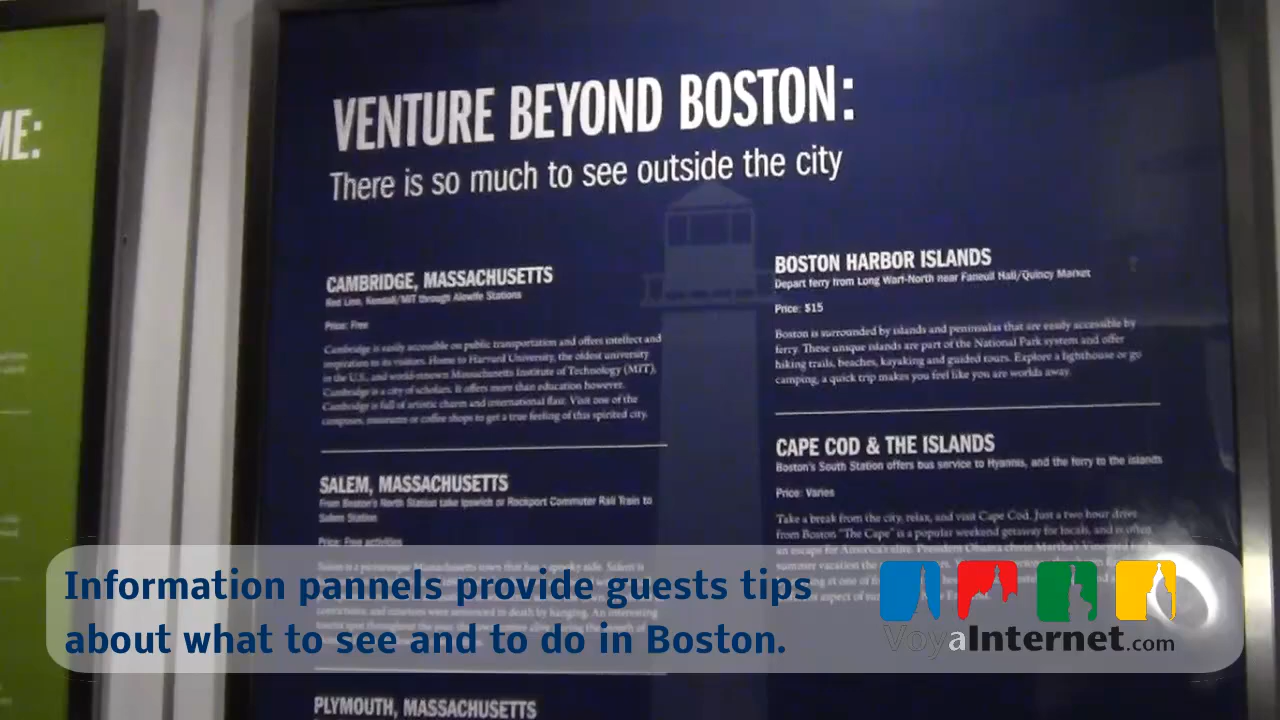 ME:
VENTURE BEYOND BOSTON:
There is so much to see outside the city
CAMBRIDGE, MASSACHUSETTS
Red Line, Kendall/MIT through Alewife Stations
Price: Free
Cambridge is easily accessible on public transportation and offers intellect and
inspiration to its visitors. Home to Harvard University, the oldest university
in the U.S., and world-renown Massachusetts Institute of Technology (MIT),
Cambridge is a city of scholars. It offers more than education however.
Cambridge is full of artistic charm and international flair. Visit one of the
campuses, museums or coffee shops to get a true feeling of this spirited city.
SALEM, MASSACHUSETTS
From Boston's North Station take Ipswich or Rockport Commuter Rail Train to
Salem Station
Price: Free activities
PLYMOUTH, MASSACHUSETTS
BOSTON HARBOR ISLANDS
Depart ferry from Long Warf-North near Faneuil Hall/Quincy Market
Price: $15
Boston is surrounded by islands and peninsulas that are easily accessible by
ferry. These unique islands are part of the National Park system and offer
hiking trails, beaches, kayaking and guided tours. Explore a lighthouse or go
camping, a quick trip makes you feel like you are worlds away.
CAPE COD & THE ISLANDS
Boston's South Station offers bus service to Hyannis, and the ferry to the islands
Price: Varies
Take a break from the city, relax, and visit Cape Cod. Just a two hour drive
from Boston "The Cape" is a popular weekend getaway for locals, and is often
an escape for America's elite. President Obama chose Martha's Vineyard
summer vacation the
Information pannels provide guests tips
about what to see and to do in Boston.
VoyaInternet.com